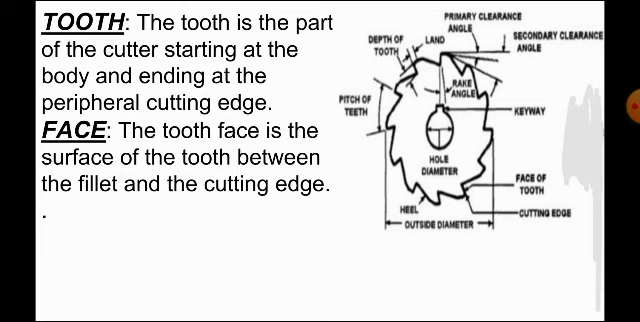 TOOTH: The tooth is the part
of the cutter starting at the
body and ending at the
peripheral cutting edge.
FACE: The tooth face is the
surface of the tooth between
the fillet and the cutting edge.
.
PRIMARY CLEARANCE
ANGLE
DEPTH OF
TOOTH
LAND
SECONDARY CLEARANCE
ANGLE
RAKE
ANGLE
PITCH OF
TEETH
KEYWAY
HOLE
DIAMETER
FACE OF
TOOTH
HEEL
CUTTING EDGE
OUTSIDE DIAMETER